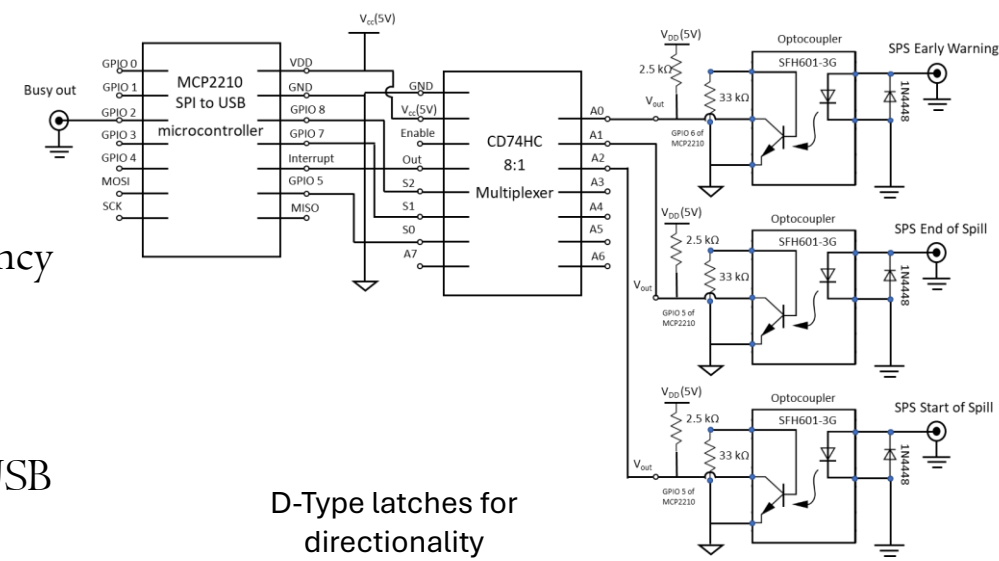 Busy out
GPIO 0
GPIO 1
GPIO 2
GPIO 3
GPIO 4
MOSI
SCK
MCP2210
SPI to USB
microcontroller
Vcc(5V)
VDD
GND
GPIO 8
GPIO 7
Interrupt
GPIO 5
MISO
GND
Vcc(5V)
Enable
Out
S2
S1
S0
A7
CD74HC
8:1
Multiplexer
A0
A1
A2
A3
A4
A5
A6
VDD(5V)
2.5 kΩ
Vout
GPIO 6 of
MCP2210
33 kΩ
Optocoupler
SFH601-3G
SPS Early Warning
1N4448
VDD(5V)
2.5 kΩ
Vout
GPIO 5 of
MCP2210
33 kΩ
Optocoupler
SFH601-3G
SPS End of Spill
1N4448
VDD(5V)
2.5 kΩ
Vout
GPIO 5 of
MCP2210
33 kΩ
Optocoupler
SFH601-3G
SPS Start of Spill
1N4448
ncy
USB
D-Type latches for
directionality